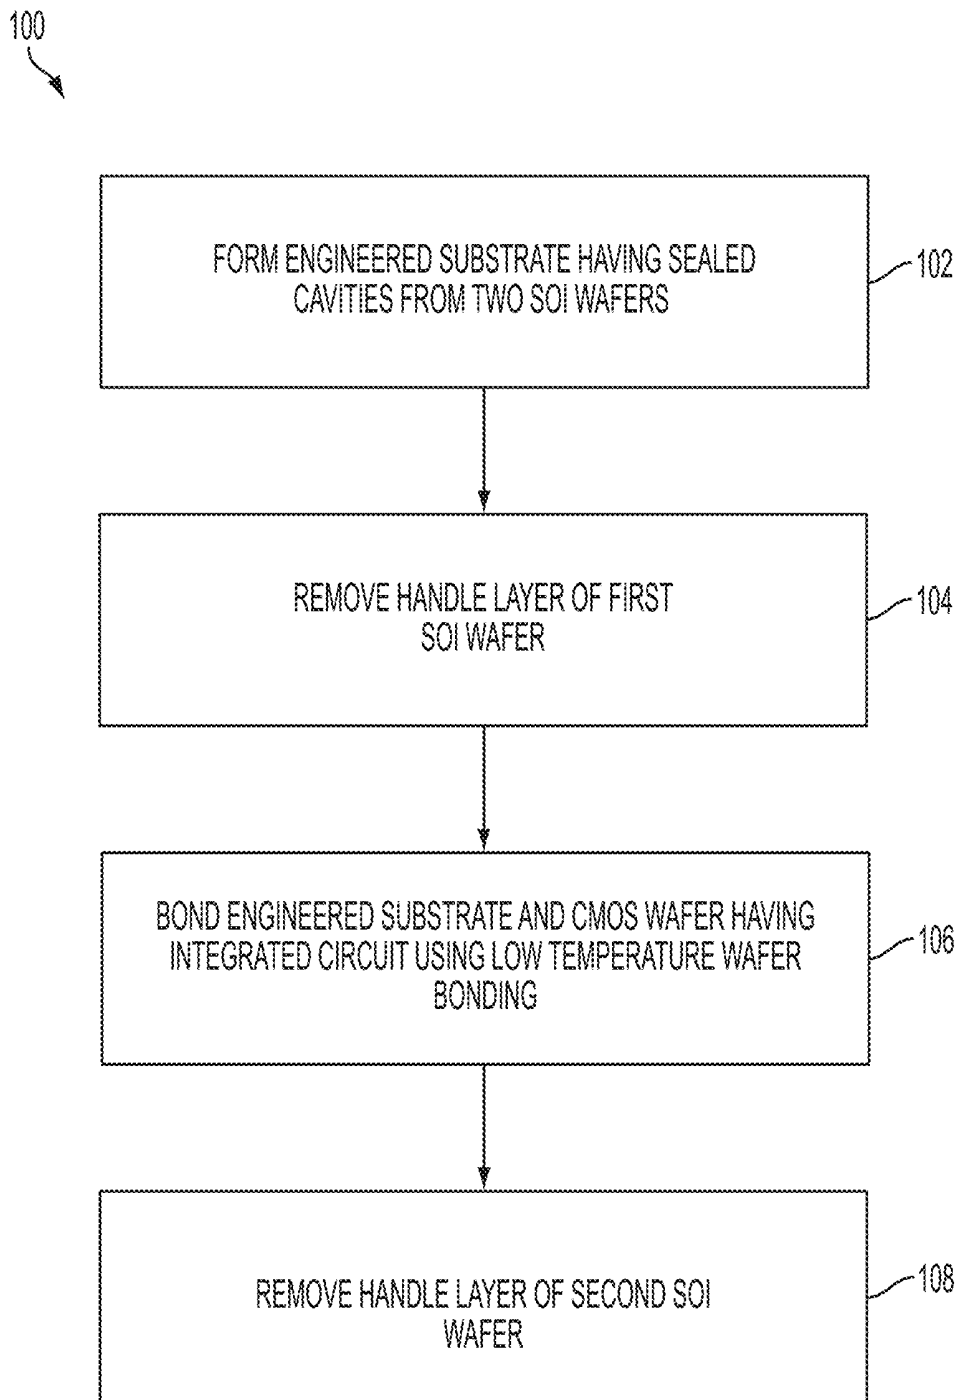 100
FORM ENGINEERED SUBSTRATE HAVING SEALED
CAVITIES FROM TWO SOI WAFERS
102
REMOVE HANDLE LAYER OF FIRST
SOI WAFER
104
BOND ENGINEERED SUBSTRATE AND CMOS WAFER HAVING
INTEGRATED CIRCUIT USING LOW TEMPERATURE WAFER
BONDING
106
REMOVE HANDLE LAYER OF SECOND SOI
WAFER
108